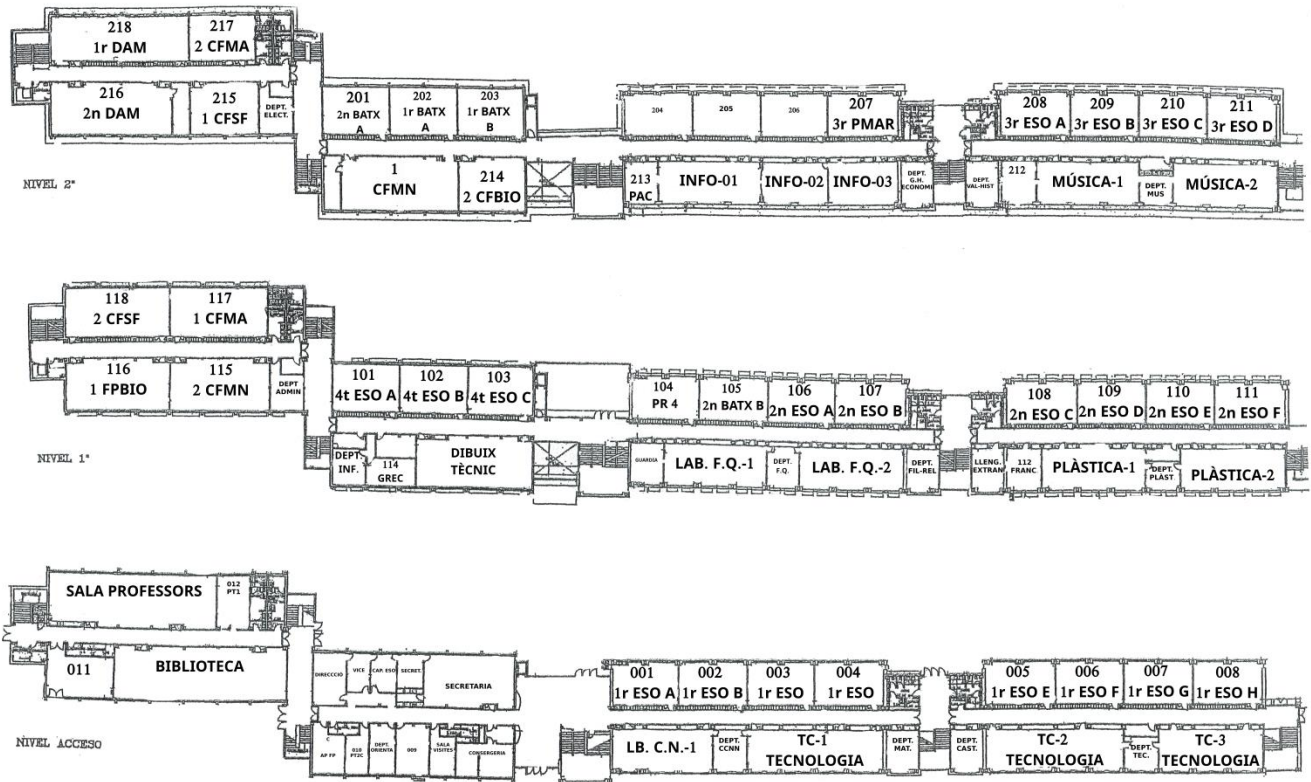 218
1r DAM
217
2 CFMA
216
2n DAM
215
1 CFSF
DEPT.
ELECT.
201
2n BATX
A
202
1r BATX
A
203
1r BATX
B
204
205
206
207
3r PMAR
208
3r ESO A
209
3r ESO B
210
3r ESO C
211
3r ESO D
1
CFMN
214
2 CFBIO
213
PAC
INFO-01
INFO-02
INFO-03
DEPT.
G.H.
ECONOMI
DEPT.
VAL-HIST
212
MÚSICA-1
DEPT.
MUS
MÚSICA-2
NIVEL 2°
118
2 CFSF
117
1 CFMA
116
1 FPBIO
115
2 CFMN
DEPT
ADMIN
101
4t ESO A
102
4t ESO B
103
4t ESO C
104
PR 4
105
2n BATX B
106
2n ESO A
107
2n ESO B
108
2n ESO C
109
2n ESO D
110
2n ESO E
111
2n ESO F
DEPT.
INF.
114
GREC
DIBUIX
TÈCNIC
GUARDIA
LAB. F.Q.-1
DEPT.
F.Q.
LAB. F.Q.-2
DEPT.
FIL-REL
LLENG.
EXTRAN
112
FRANC
PLÀSTICA-1
DEPT.
PLAST
PLÀSTICA-2
NIVEL 1°
SALA PROFESSORS
012
PT1
011
BIBLIOTECA
DIRECCCIÓ
VICE
CAP. ESO
SECRET.
SECRETARIA
001
1r ESO A
002
1r ESO B
003
1r ESO
004
1r ESO
005
1r ESO E
006
1r ESO F
007
1r ESO G
008
1r ESO H
C
AP FP
010
PT2C
DEPT.
ORIENTA
009
SALA
VISITES
CONSERGERIA
LB. C.N.-1
DEPT.
CCNN
TC-1
TECNOLOGIA
DEPT.
MAT.
DEPT.
CAST.
TC-2
TECNOLOGIA
DEPT.
TEC.
TC-3
TECNOLOGIA
NIVEL ACCESO